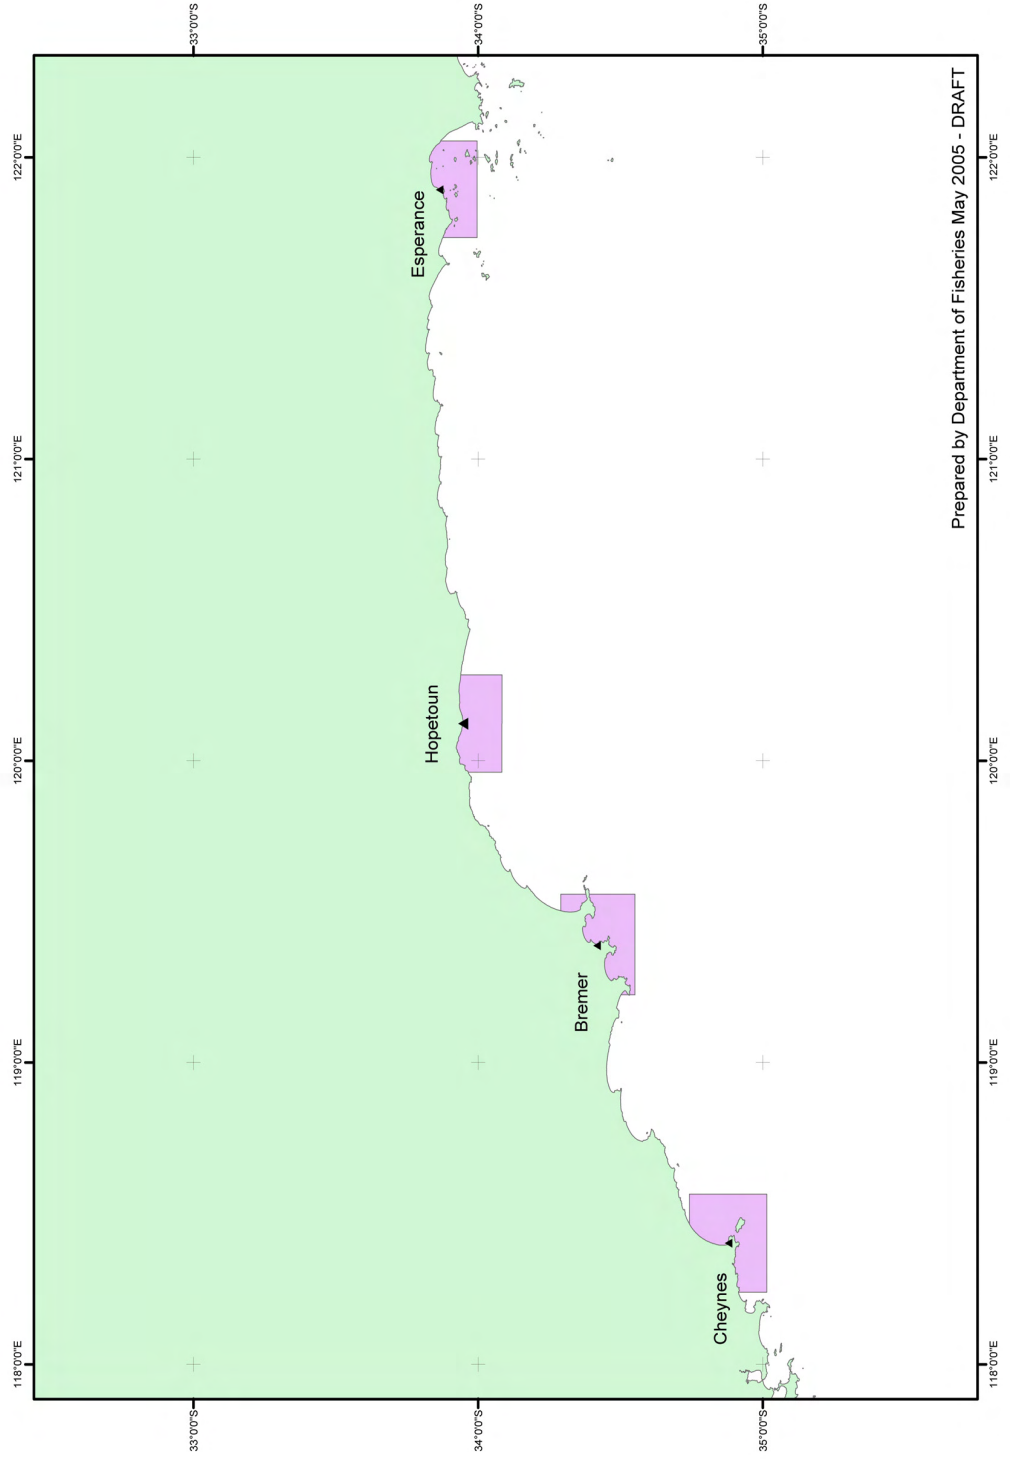 118°0'0"E
119°0'0"E
120°0'0"E
121°0'0"E
122°0'0"E
33°0'0"S
33°0'0"S
34°0'0"S
34°0'0"S
35°0'0"S
35°0'0"S
Esperance
Hopetoun
Bremer
Cheynes
Prepared by Department of Fisheries May 2005 - DRAFT
118°0'0"E
119°0'0"E
120°0'0"E
121°0'0"E
122°0'0"E